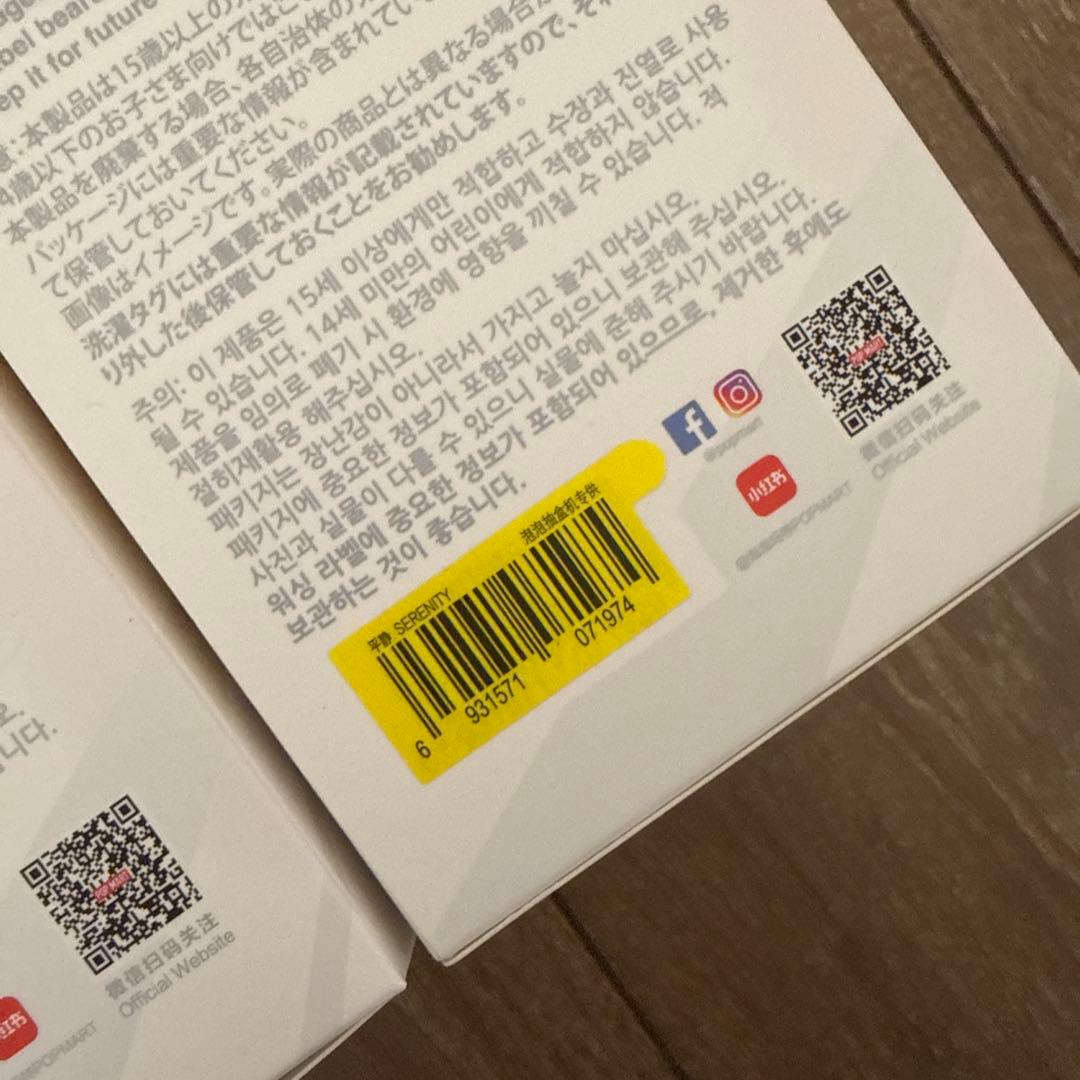 ep it for future
注:本製品は15歳以上の
4歳以下のお子さま向けではご
本製品を廃棄する場合、各自治体の
パッケージには重要な情報が含まれてい
て保管しておいてください。
画像はイメージです。実際の商品とは異なる場合が
洗濯タグには重要な情報が記載されていますので、それ
り外した後保管しておくことをお勧めします。
주의: 이 제품은 15세 이상에게만 적합하고 수장과 진열로 사용
될 수 있습니다. 14세 미만의 어린이에게 적합하지 않습니다.
제품을 임의로 폐기 시 환경에 영향을 끼칠 수 있습니다. 적
절히재활용 해주십시오.
패키지는 장난감이 아니라서 가지고 놀지 마십시오.
패키지에 중요한 정보가 포함되어 있으니 보관해 주십시오.
사진과 실물이 다를 수 있으니 실물에 준해 주시기 바랍니다.
워싱 라벨에 중요한 정보가 포함되어 있으므로, 제거한 후에도
보관하는 것이 좋습니다.
小红书
@popmart
POPMART
微信扫码关注
Official Website
泡泡抽盒机专供
平静 SERENITY
6 931571 071974
오.
니다.
微信扫码关注
Official Website
POPMART